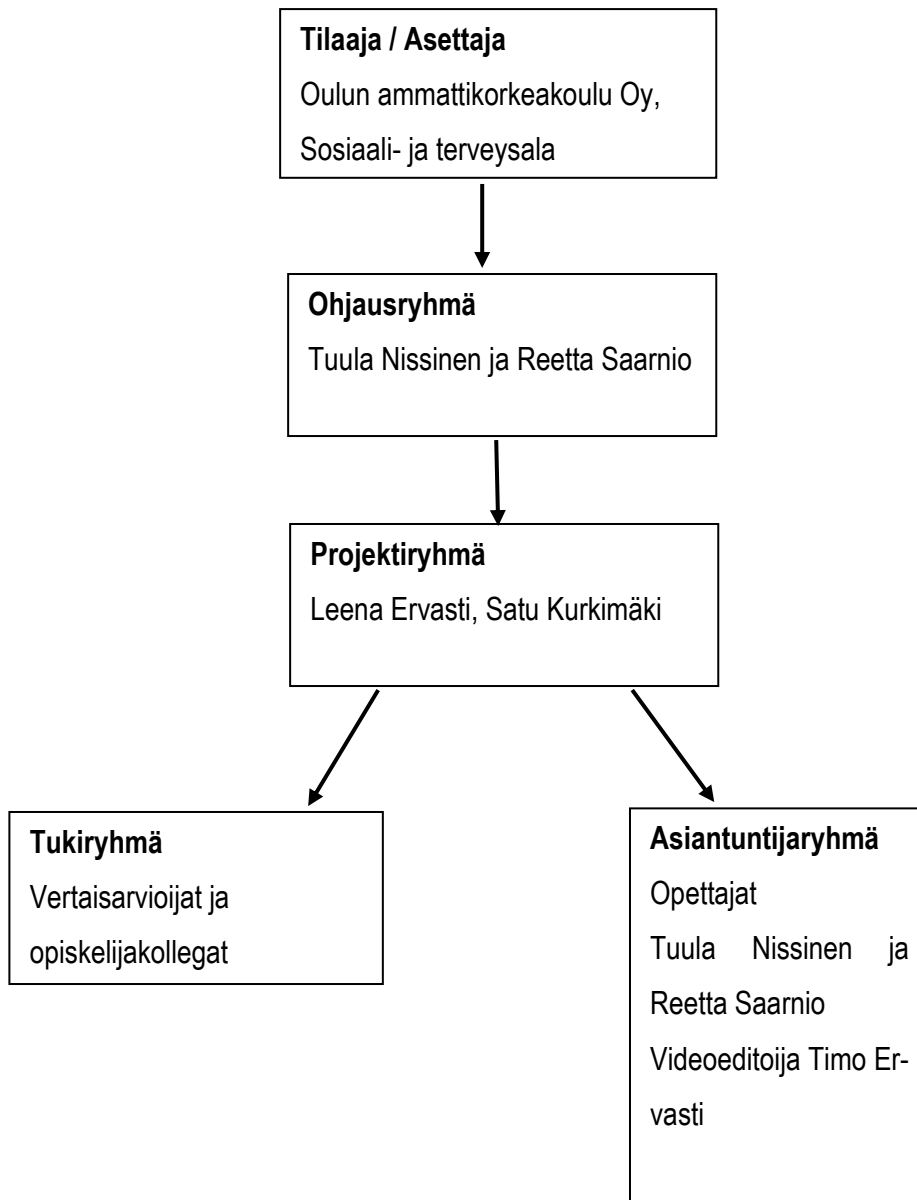 Tilaaja / Asettaja
Oulun ammattikorkeakoulu Oy,
Sosiaali- ja terveysala
Ohjausryhmä
Tuula Nissinen ja Reetta Saarnio
Projektiryhmä
Leena Ervasti, Satu Kurkimäki
Tukiryhmä
Vertaisarvioijat ja
opiskelijakollegat
Asiantuntijaryhmä
Opettajat
Tuula Nissinen ja
Reetta Saarnio
Videoeditoija Timo Er-
vasti